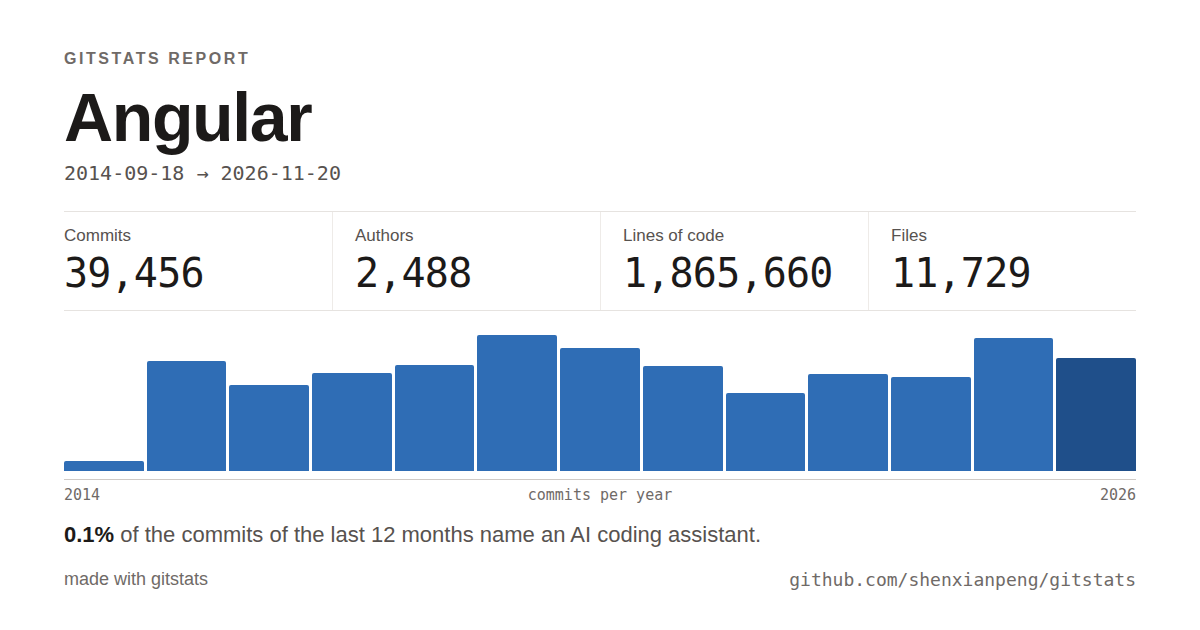 GITSTATS REPORT
Angular
2014-09-18 → 2026-11-20
Commits
39,456
Authors
2,488
Lines of code
1,865,660
Files
11,729
2014
commits per year
2026
0.1% of the commits of the last 12 months name an AI coding assistant.
made with gitstats
github.com/shenxianpeng/gitstats